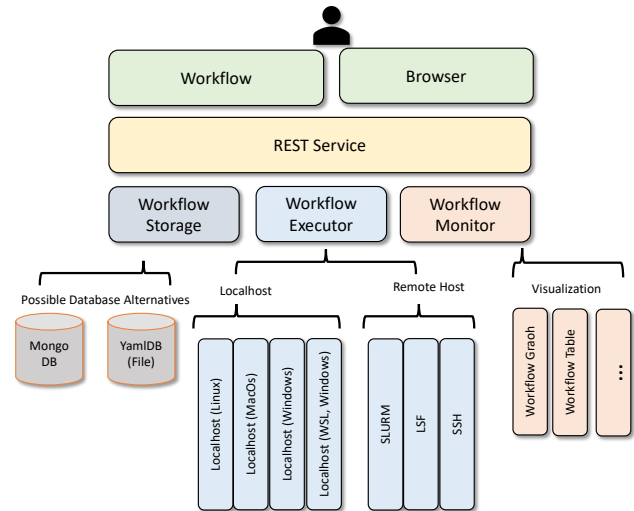 Workflow
Browser
REST Service
Workflow
Storage
Workflow
Executor
Workflow
Monitor
Possible Database Alternatives
Localhost
Remote Host
Visualization
Mongo
DB
YamlDB
(File)
Localhost (Linux)
Localhost (MacOs)
Localhost (Windows)
Localhost (WSL, Windows)
SLURM
LSF
SSH
Workflow Graoh
Workflow Table
...